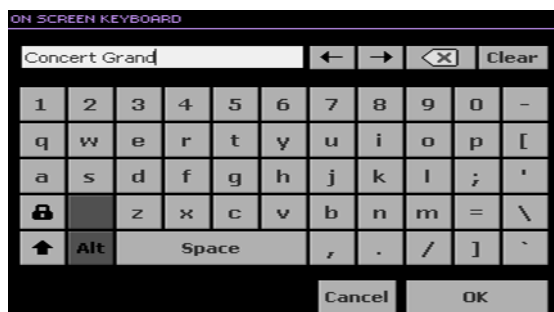 ON SCREEN KEYBOARD
Concert Grand ← → ⌫ Clear
1 2 3 4 5 6 7 8 9 0 -
q w e r t y u i o p [
a s d f g h j k l ; '
z x c v b n m = \
Alt Space , . / ] `
Cancel OK